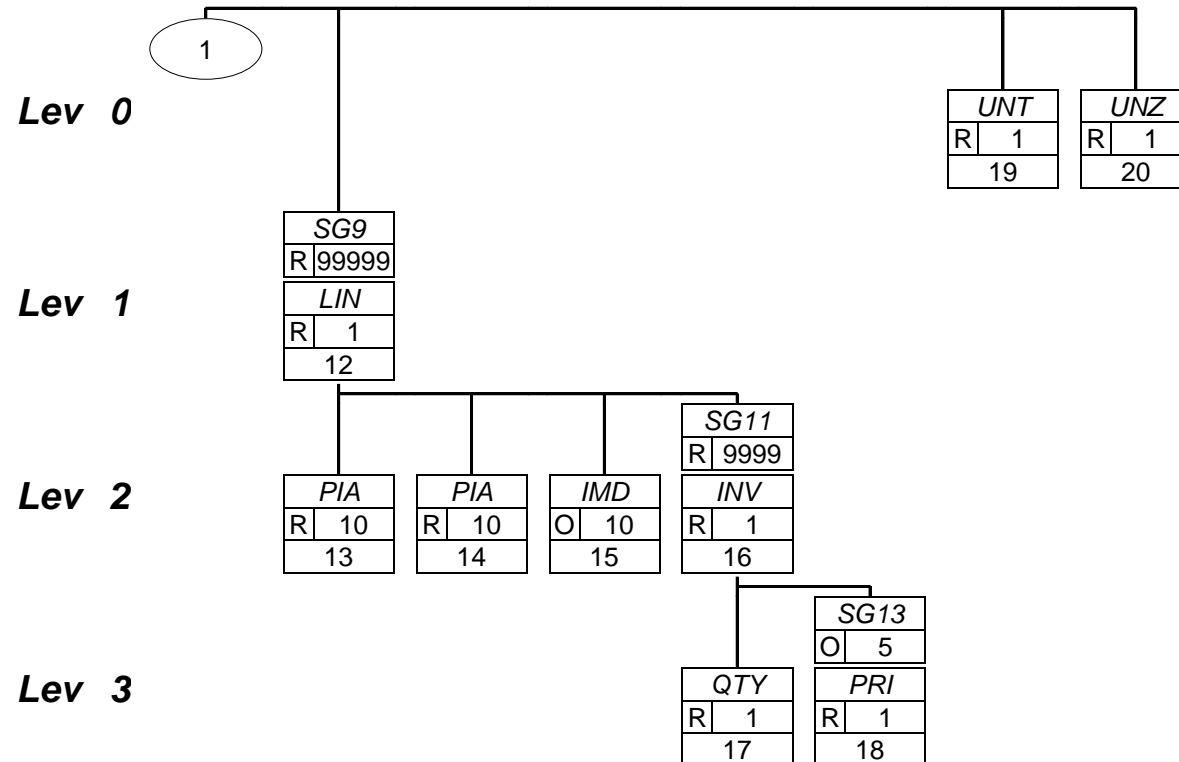 1
Lev 0
UNT
R 1
19
UNZ
R 1
20
SG9
R 99999
Lev 1
LIN
R 1
12
SG11
R 9999
Lev 2
PIA
R 10
13
PIA
R 10
14
IMD
O 10
15
INV
R 1
16
SG13
O 5
Lev 3
QTY
R 1
17
PRI
R 1
18